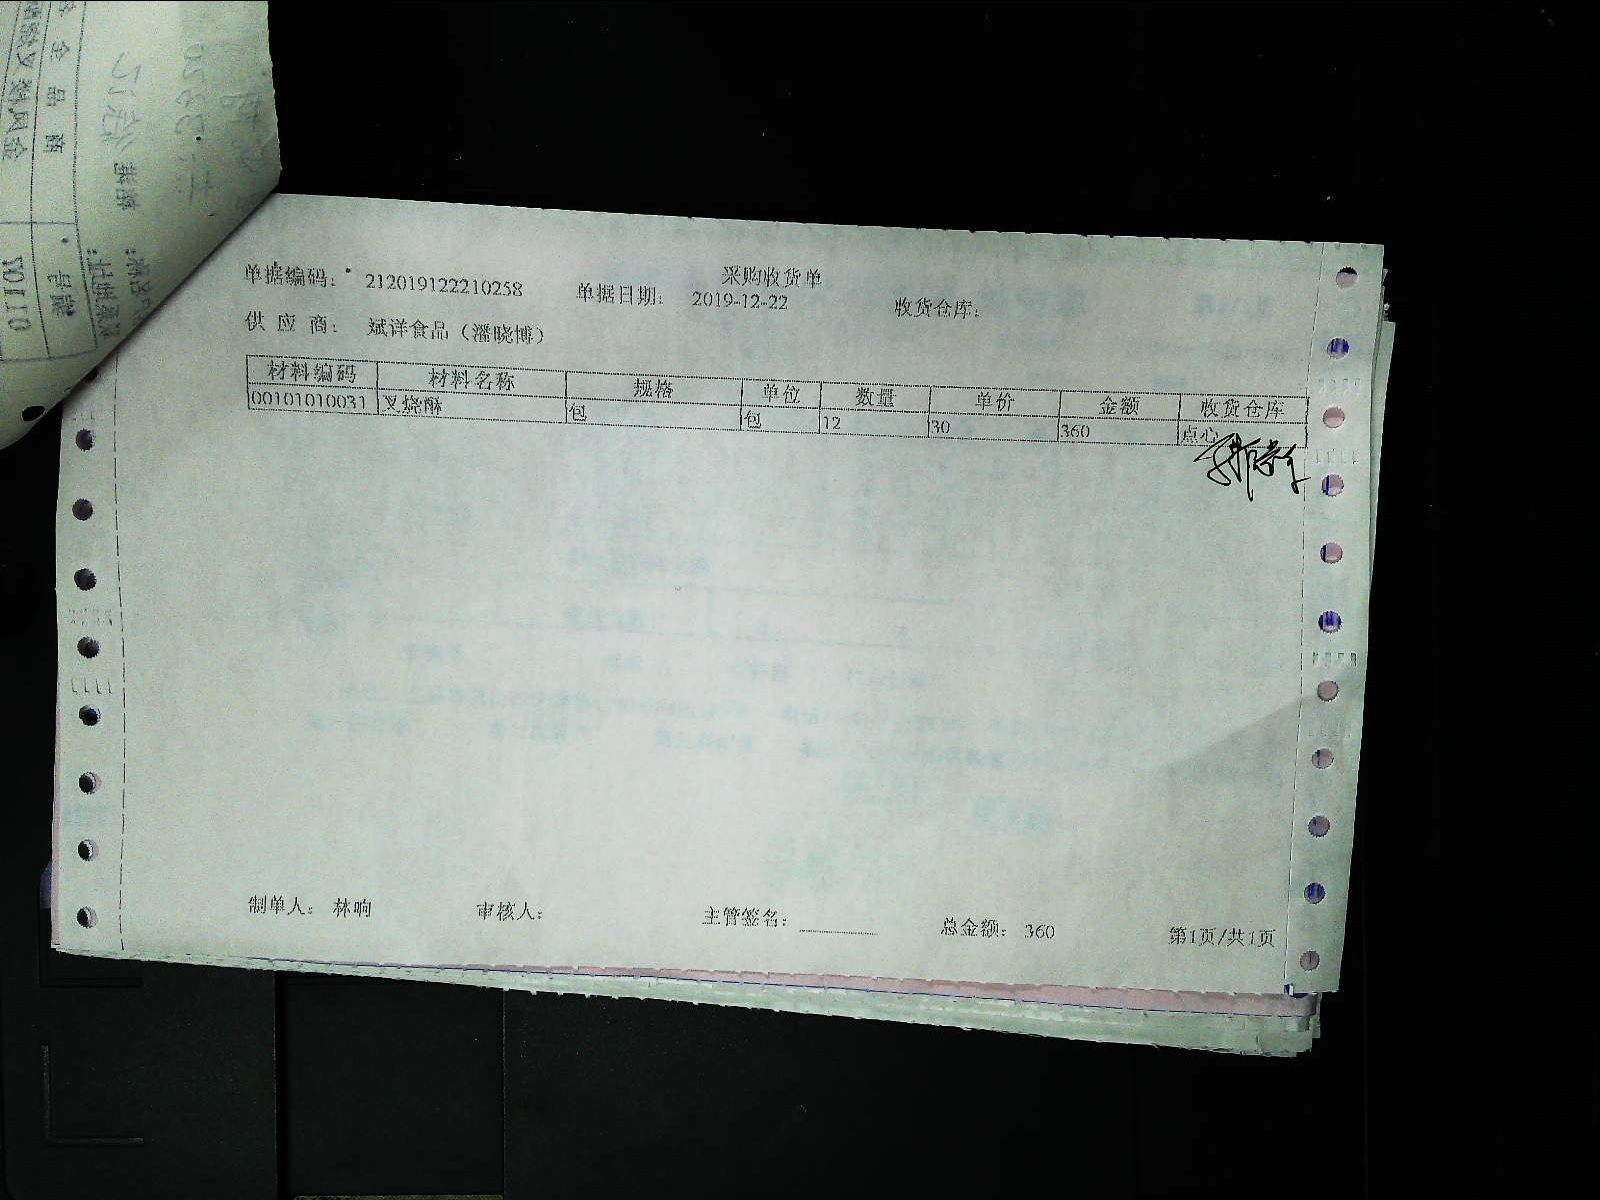 采购收货单
单据编码： 212019122210258 单据日期： 2019-12-22 收货仓库：
供 应 商： 斌详食品（潘晓博）
材料编码 材料名称 规格 单位 数量 单价 金额 收货仓库
00101010031 叉烧酥 包 包 12 30 360 点心
制单人： 林晌 审核人： 主管签名： 总金额： 360 第1页/共1页